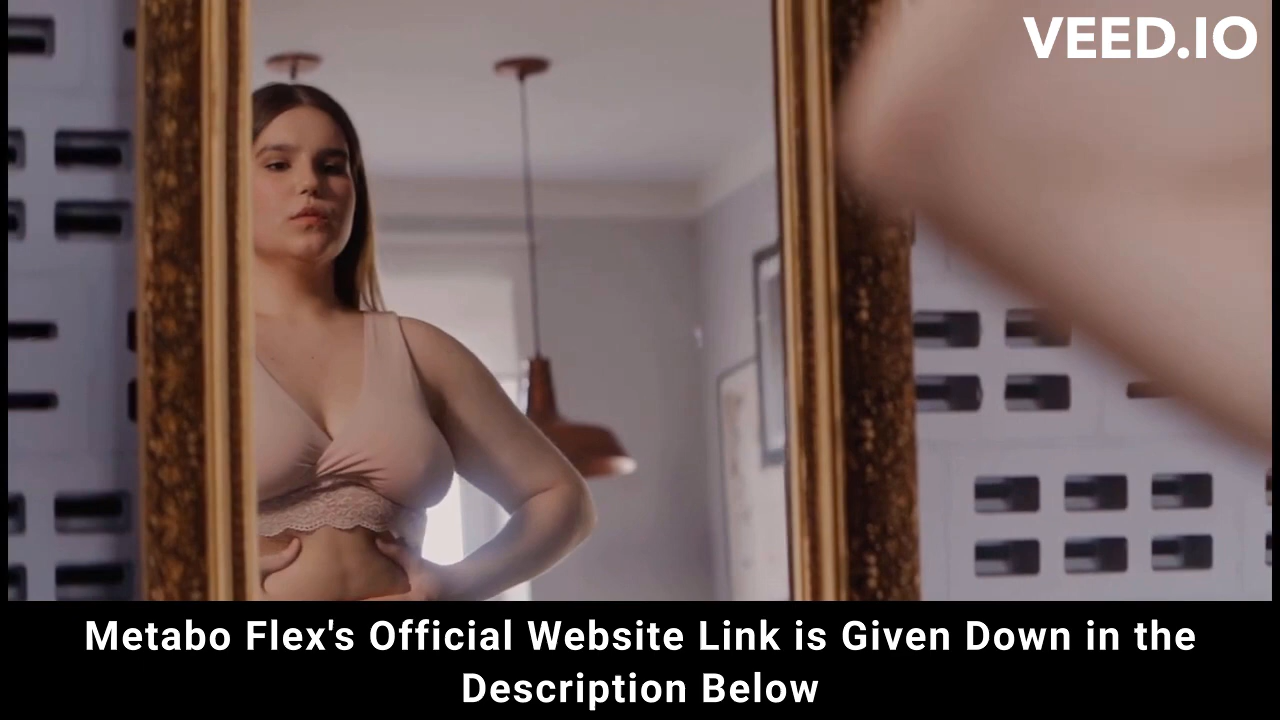 VEED.IO
Metabo Flex's Official Website Link is Given Down in the
Description Below